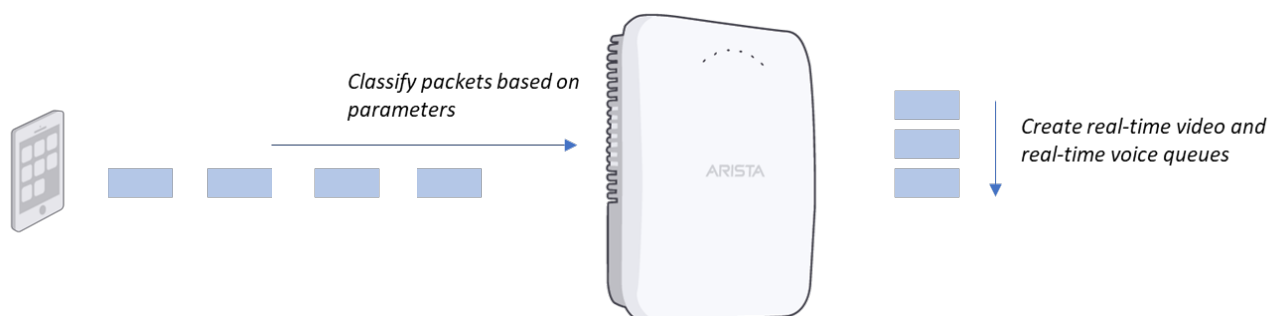 Classify packets based on
parameters
ARISTA
Create real-time video and
real-time voice queues